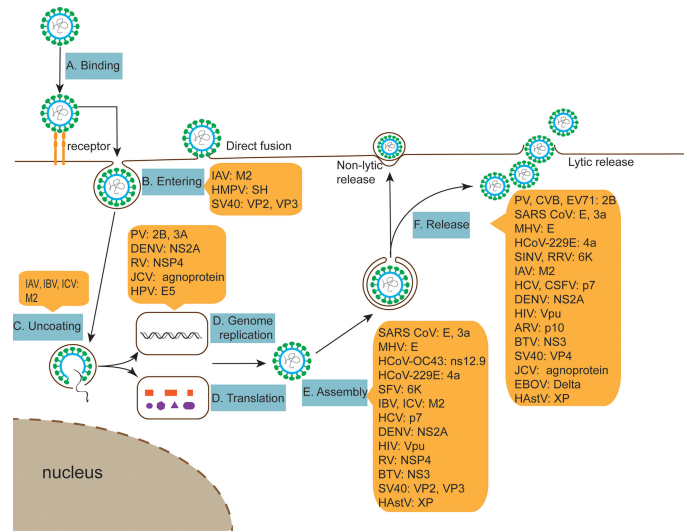 A. Binding
receptor
Direct fusion
B. Entering
IAV: M2
HMPV: SH
SV40: VP2, VP3
Non-lytic
release
Lytic release
F. Release
PV, CVB, EV71: 2B
SARS CoV: E, 3a
MHV: E
HCoV-229E: 4a
SINV, RRV: 6K
IAV: M2
HCV, CSFV: p7
DENV: NS2A
HIV: Vpu
ARV: p10
BTV: NS3
SV40: VP4
JCV: agnoprotein
EBOV: Delta
HAstV: XP
PV: 2B, 3A
DENV: NS2A
RV: NSP4
JCV: agnoprotein
HPV: E5
IAV, IBV, ICV:
M2
C. Uncoating
D. Genome
replication
D. Translation
E. Assembly
SARS CoV: E, 3a
MHV: E
HCoV-OC43: ns12.9
HCoV-229E: 4a
SFV: 6K
IBV, ICV: M2
HCV: p7
DENV: NS2A
HIV: Vpu
RV: NSP4
BTV: NS3
SV40: VP2, VP3
HAstV: XP
nucleus